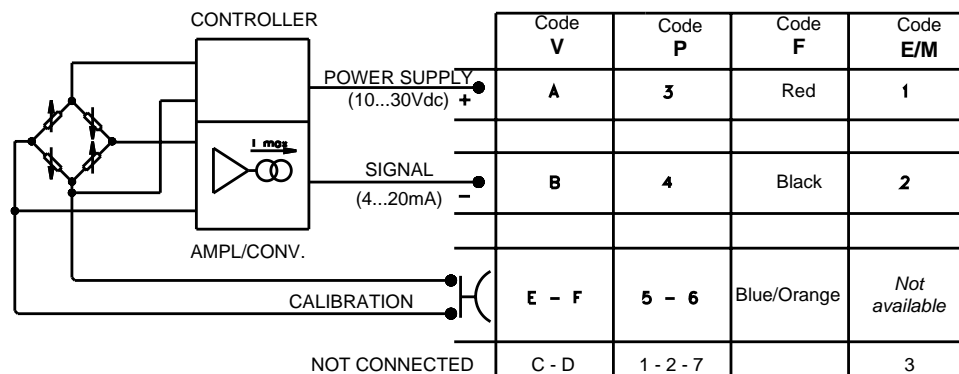 CONTROLLER
Code Code Code Code
V P F E/M
POWER SUPPLY
(10...30Vdc) +
A 3 Red 1
I max
SIGNAL
(4...20mA) −
B 4 Black 2
AMPL/CONV.
CALIBRATION
E - F 5 - 6 Blue/Orange Not
available
NOT CONNECTED C - D 1 - 2 - 7 3